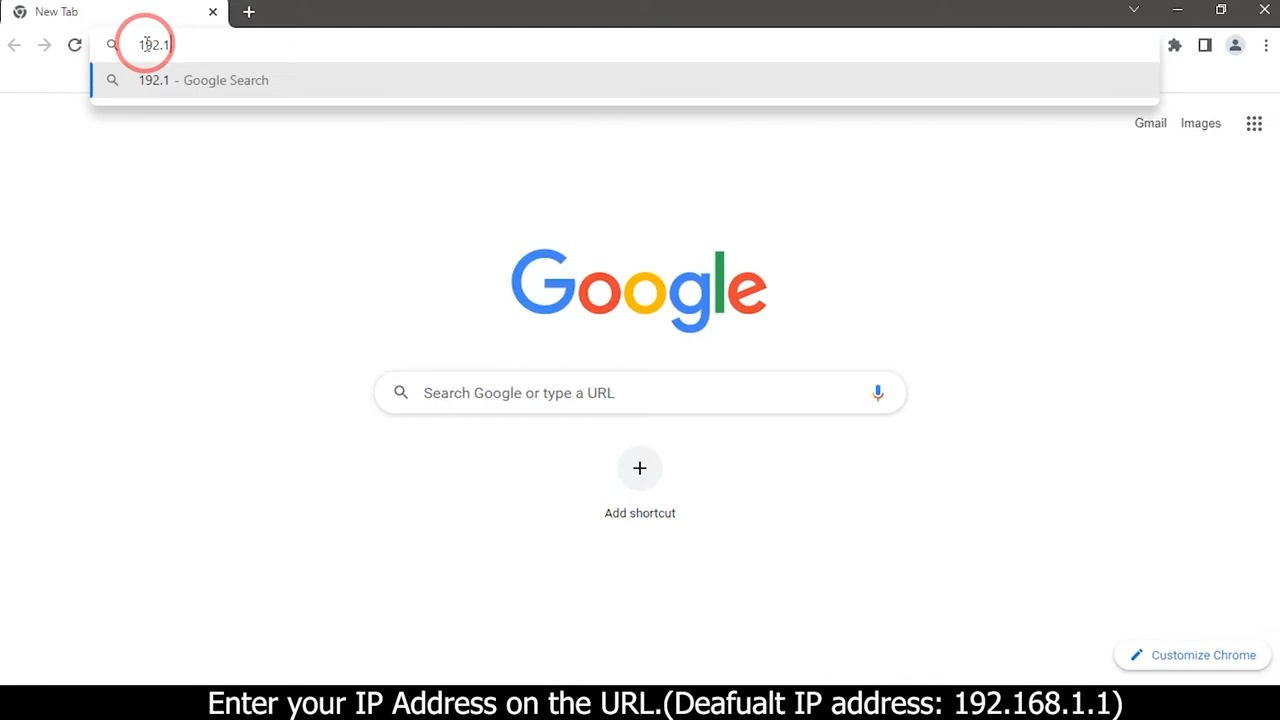 New Tab
192.1
192.1 - Google Search
Gmail Images
Google
Search Google or type a URL
Add shortcut
Customize Chrome
Enter your IP Address on the URL.(Deafualt IP address: 192.168.1.1)